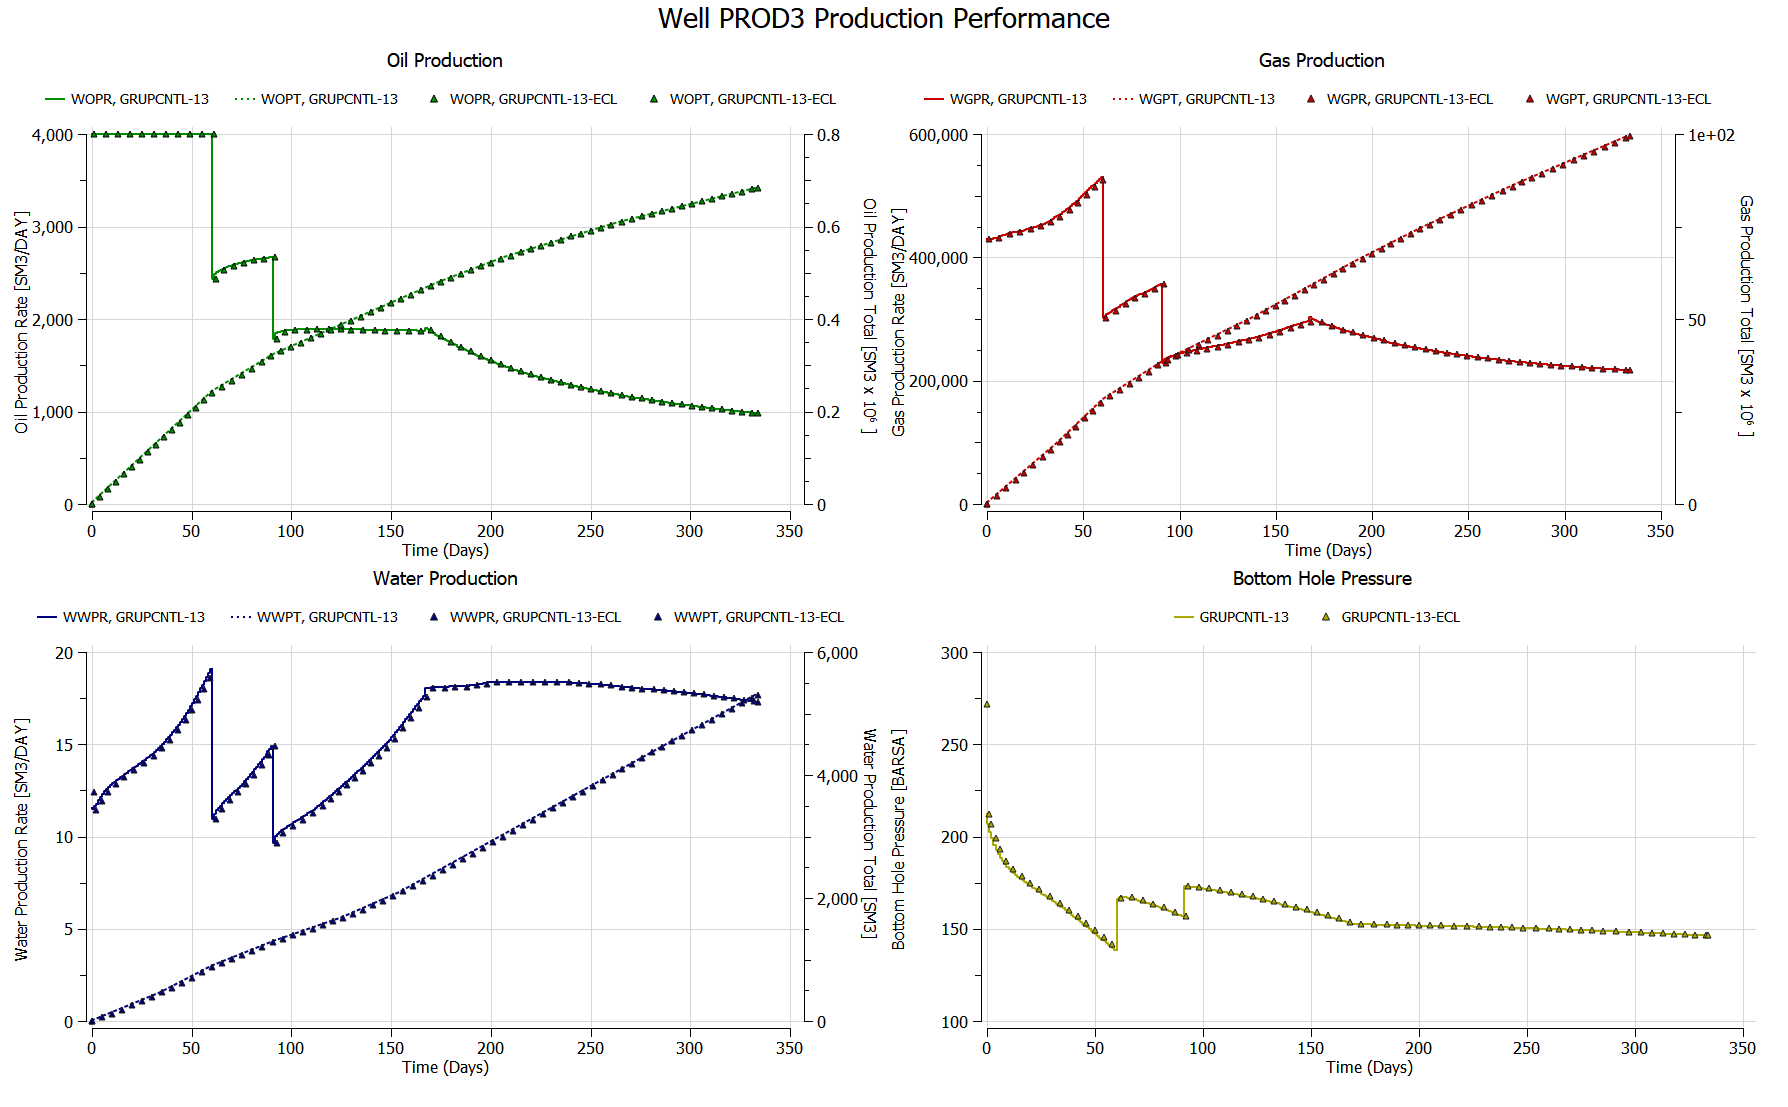 Well PROD3 Production Performance
Oil Production
WOPR, GRUPCNTL-13 WOPT, GRUPCNTL-13 WOPR, GRUPCNTL-13-ECL WOPT, GRUPCNTL-13-ECL
4,000
3,000
2,000
1,000
0
Oil Production Rate [SM3/DAY]
0.8
0.6
0.4
0.2
0
Oil Production Total [SM3 x 10⁶ ]
0 50 100 150 200 250 300 350
Time (Days)
Gas Production
WGPR, GRUPCNTL-13 WGPT, GRUPCNTL-13 WGPR, GRUPCNTL-13-ECL WGPT, GRUPCNTL-13-ECL
600,000
400,000
200,000
0
Gas Production Rate [SM3/DAY]
1e+02
50
0
Gas Production Total [SM3 x 10⁶ ]
0 50 100 150 200 250 300 350
Time (Days)
Water Production
WWPR, GRUPCNTL-13 WWPT, GRUPCNTL-13 WWPR, GRUPCNTL-13-ECL WWPT, GRUPCNTL-13-ECL
20
15
10
5
0
Water Production Rate [SM3/DAY]
6,000
4,000
2,000
0
Water Production Total [SM3]
0 50 100 150 200 250 300 350
Time (Days)
Bottom Hole Pressure
GRUPCNTL-13 GRUPCNTL-13-ECL
300
250
200
150
100
Bottom Hole Pressure [BARSA]
0 50 100 150 200 250 300 350
Time (Days)